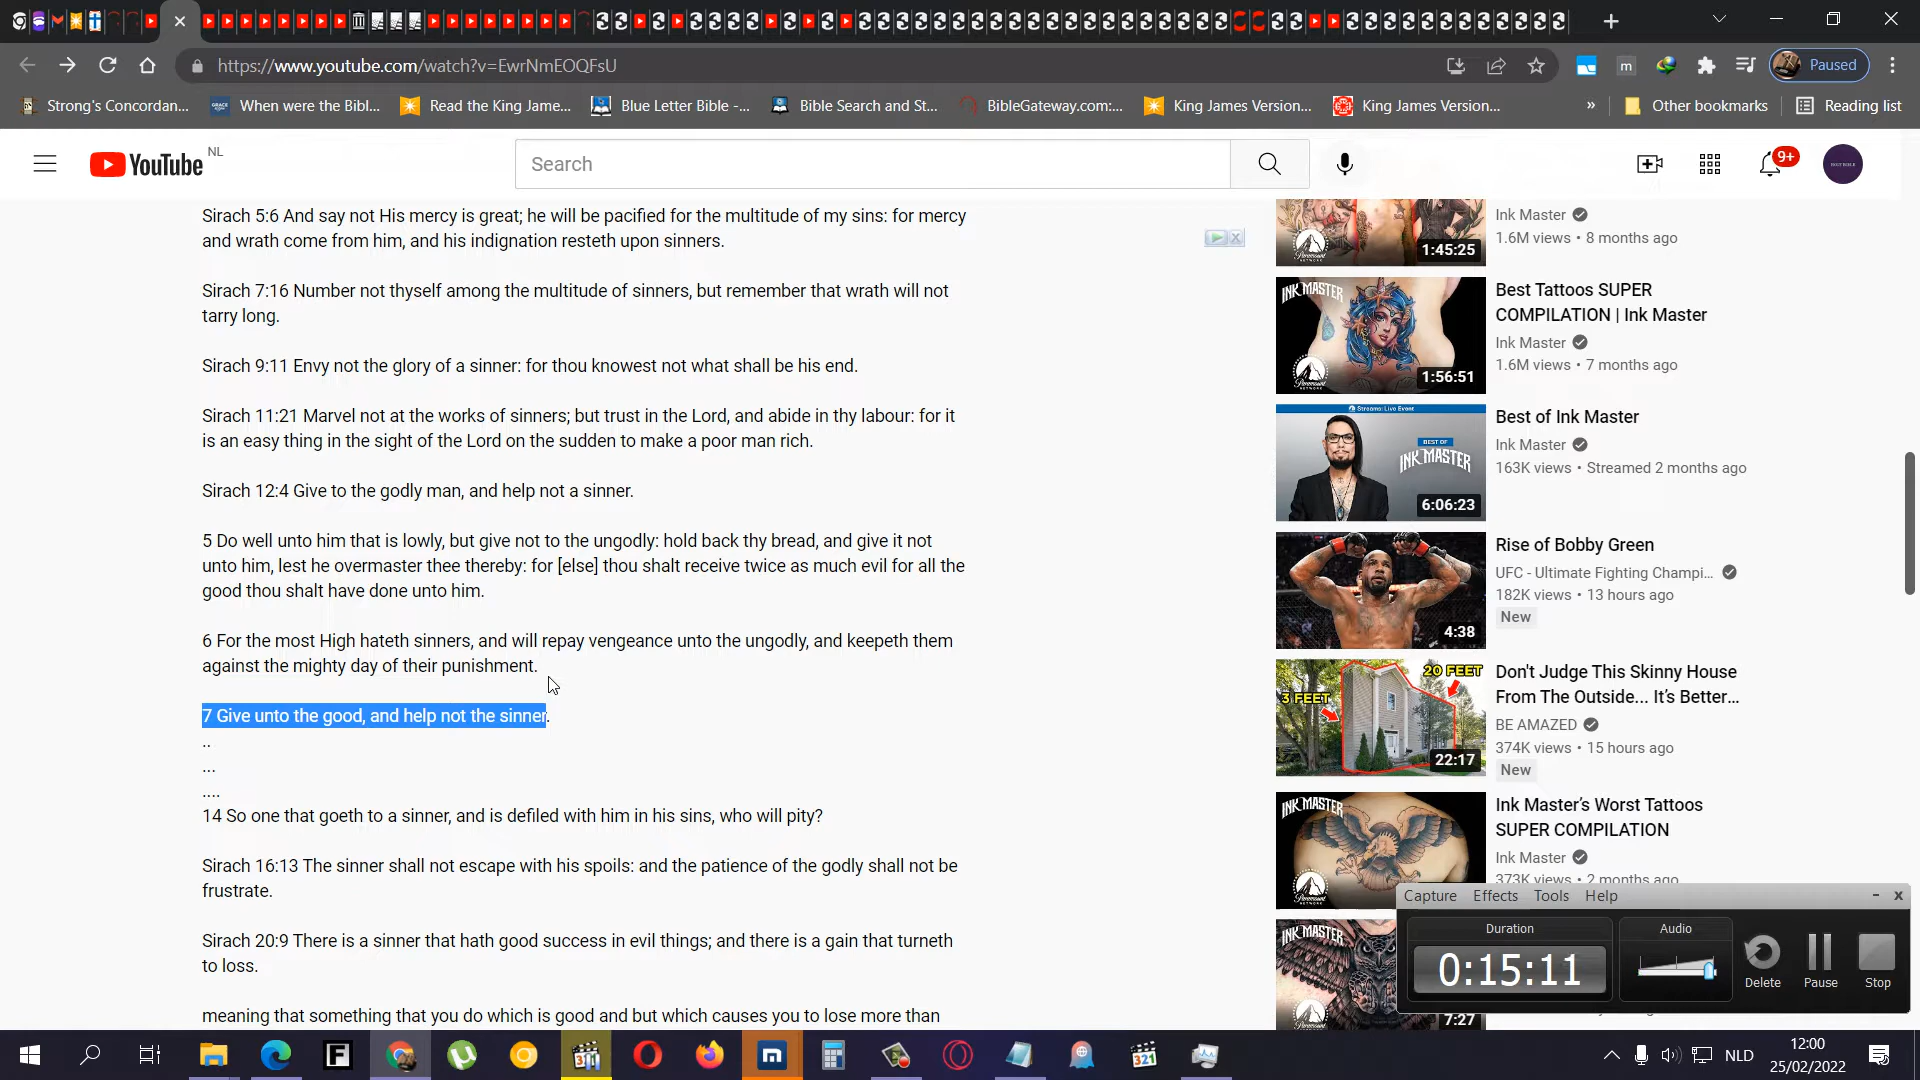 https://www.youtube.com/watch?v=EwrNmEOQFsU
Paused
Strong's Concordan...
When were the Bibl...
Read the King Jame...
Blue Letter Bible -...
Bible Search and St...
BibleGateway.com:...
King James Version...
King James Version...
»
Other bookmarks
Reading list
YouTube NL
Search
9+
Sirach 5:6 And say not His mercy is great; he will be pacified for the multitude of my sins: for mercy
and wrath come from him, and his indignation resteth upon sinners.
Sirach 7:16 Number not thyself among the multitude of sinners, but remember that wrath will not
tarry long.
Sirach 9:11 Envy not the glory of a sinner: for thou knowest not what shall be his end.
Sirach 11:21 Marvel not at the works of sinners; but trust in the Lord, and abide in thy labour: for it
is an easy thing in the sight of the Lord on the sudden to make a poor man rich.
Sirach 12:4 Give to the godly man, and help not a sinner.
5 Do well unto him that is lowly, but give not to the ungodly: hold back thy bread, and give it not
unto him, lest he overmaster thee thereby: for [else] thou shalt receive twice as much evil for all the
good thou shalt have done unto him.
6 For the most High hateth sinners, and will repay vengeance unto the ungodly, and keepeth them
against the mighty day of their punishment.
7 Give unto the good, and help not the sinner.
..
...
....
14 So one that goeth to a sinner, and is defiled with him in his sins, who will pity?
Sirach 16:13 The sinner shall not escape with his spoils: and the patience of the godly shall not be
frustrate.
Sirach 20:9 There is a sinner that hath good success in evil things; and there is a gain that turneth
to loss.
meaning that something that you do which is good and but which causes you to lose more than
1:45:25
Ink Master
1.6M views • 8 months ago
INK MASTER
1:56:51
Best Tattoos SUPER
COMPILATION | Ink Master
Ink Master
1.6M views • 7 months ago
Streams: Live Event
BEST OF
INK MASTER
6:06:23
Best of Ink Master
Ink Master
163K views • Streamed 2 months ago
4:38
Rise of Bobby Green
UFC - Ultimate Fighting Champi...
182K views • 13 hours ago
New
3 FEET
20 FEET
22:17
Don't Judge This Skinny House
From The Outside... It's Better...
BE AMAZED
374K views • 15 hours ago
New
INK MASTER
Ink Master's Worst Tattoos
SUPER COMPILATION
Ink Master
373K views • 2 months ago
INK MASTER
7:27
Capture Effects Tools Help
Duration
0:15:11
Audio
Delete
Pause
Stop
NLD
12:00
25/02/2022